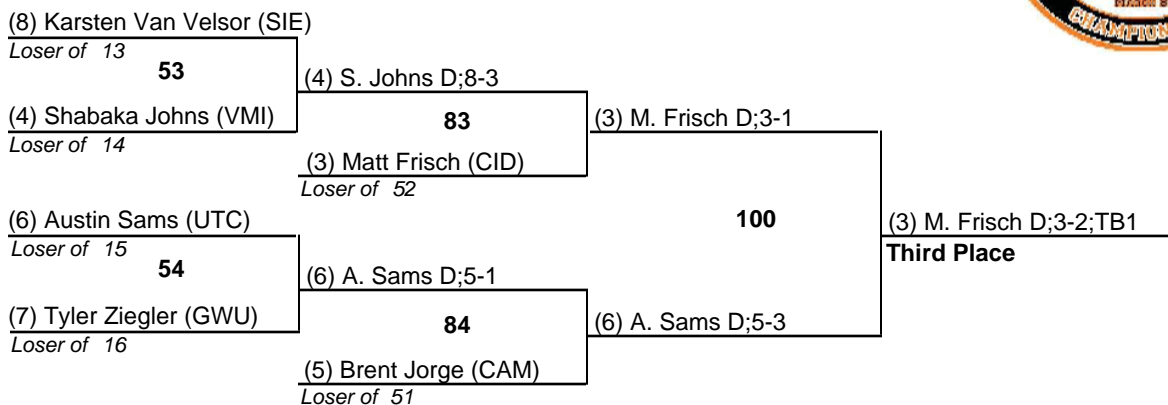 (8) Karsten Van Velsor (SIE)
Loser of 13
53
(4) S. Johns D;8-3
(4) Shabaka Johns (VMI)
Loser of 14
83
(3) M. Frisch D;3-1
(3) Matt Frisch (CID)
Loser of 52
100
(3) M. Frisch D;3-2;TB1
Third Place
(6) Austin Sams (UTC)
Loser of 15
54
(6) A. Sams D;5-1
(7) Tyler Ziegler (GWU)
Loser of 16
84
(6) A. Sams D;5-3
(5) Brent Jorge (CAM)
Loser of 51